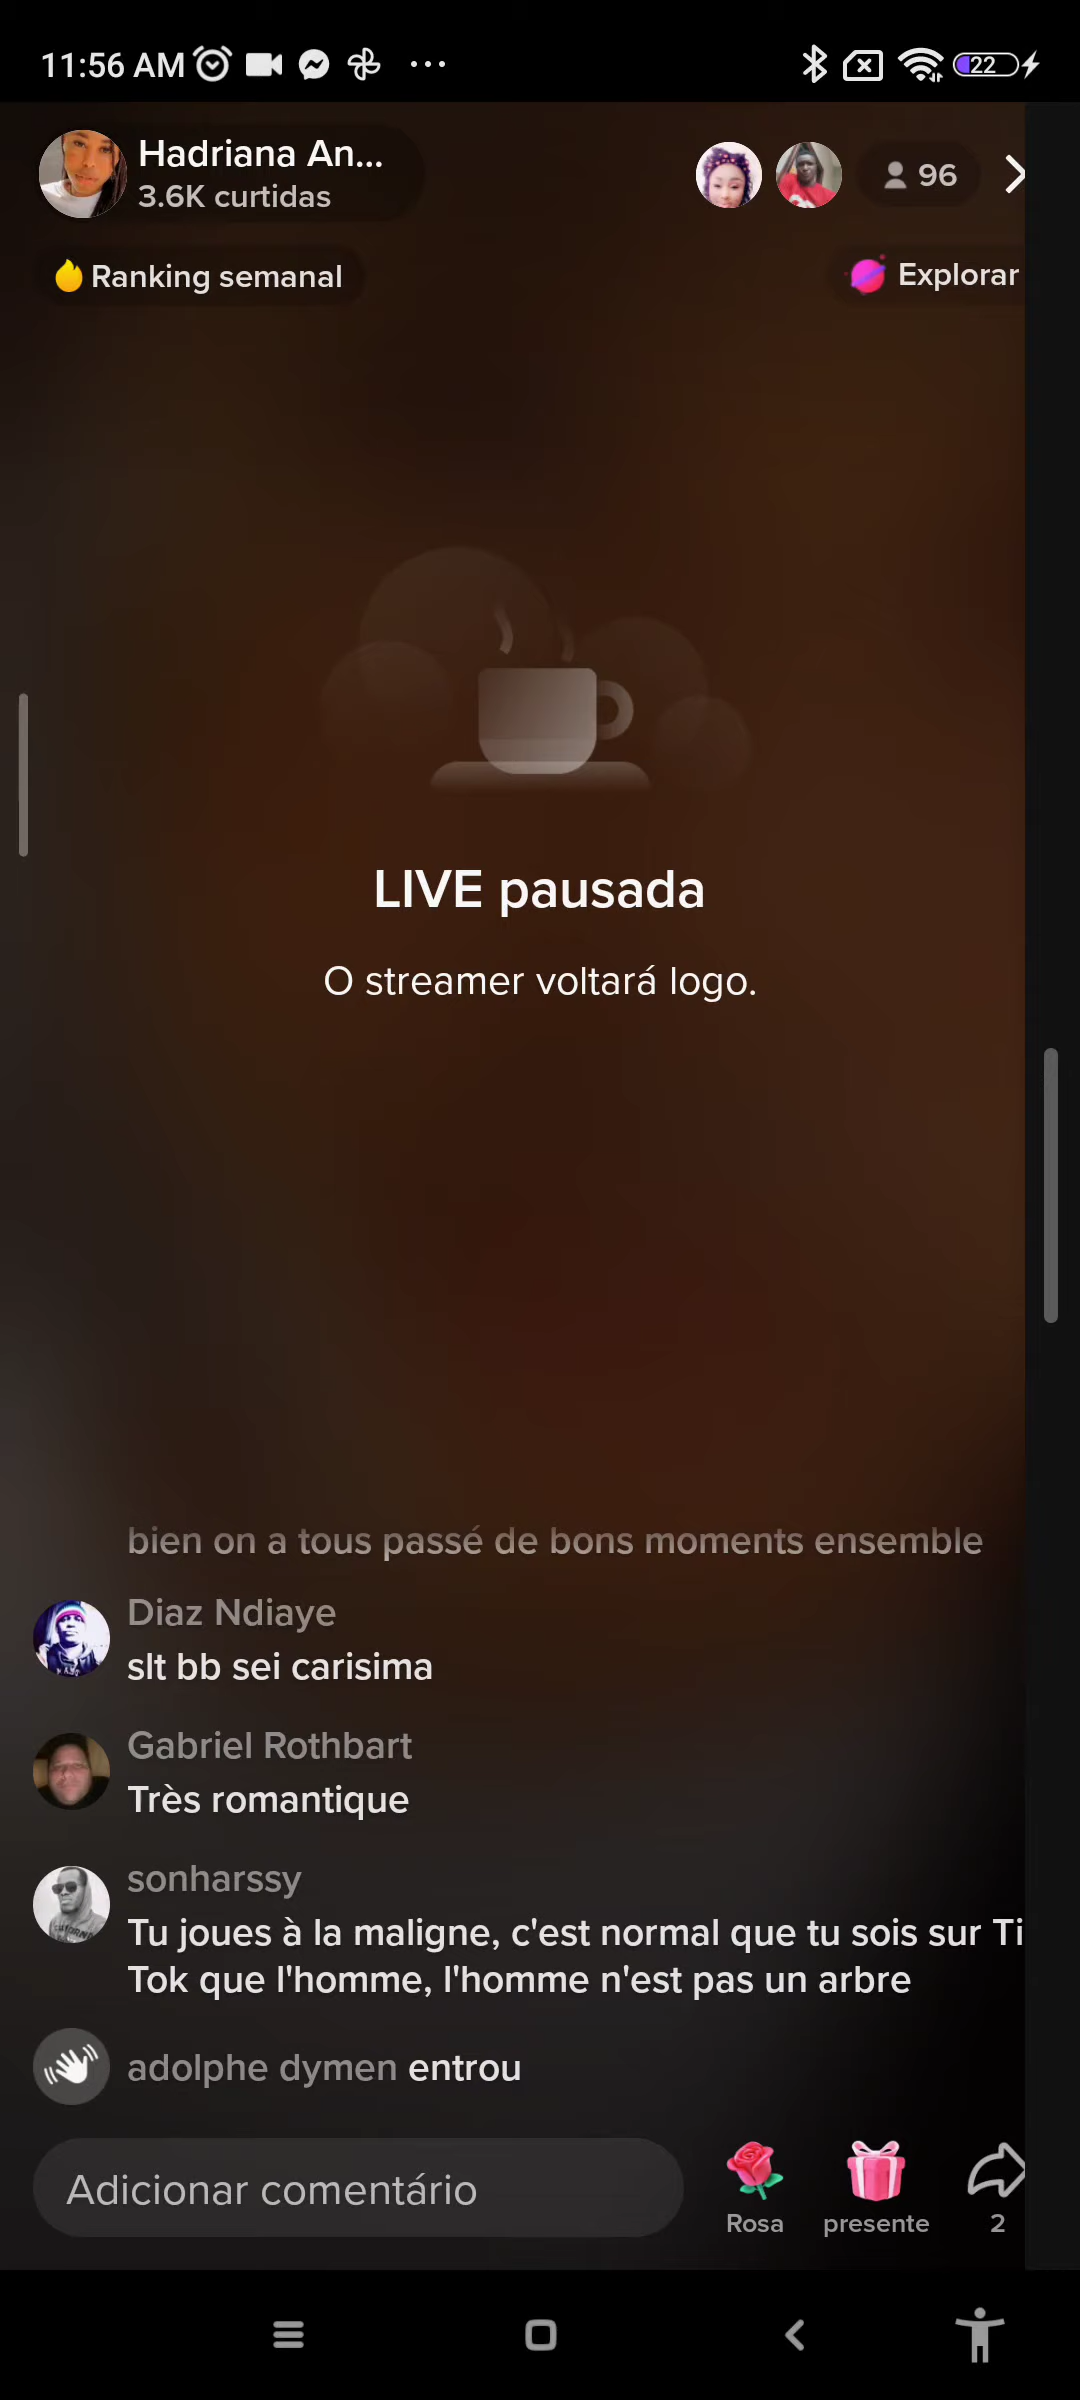 11:56 AM
22
Hadriana An...
3.6K curtidas
96
Ranking semanal
Explorar
LIVE pausada
O streamer voltará logo.
bien on a tous passé de bons moments ensemble
Diaz Ndiaye
slt bb sei carisima
Gabriel Rothbart
Très romantique
sonharssy
Tu joues à la maligne, c'est normal que tu sois sur Ti
Tok que l'homme, l'homme n'est pas un arbre
adolphe dymen entrou
Adicionar comentário
Rosa
presente
2